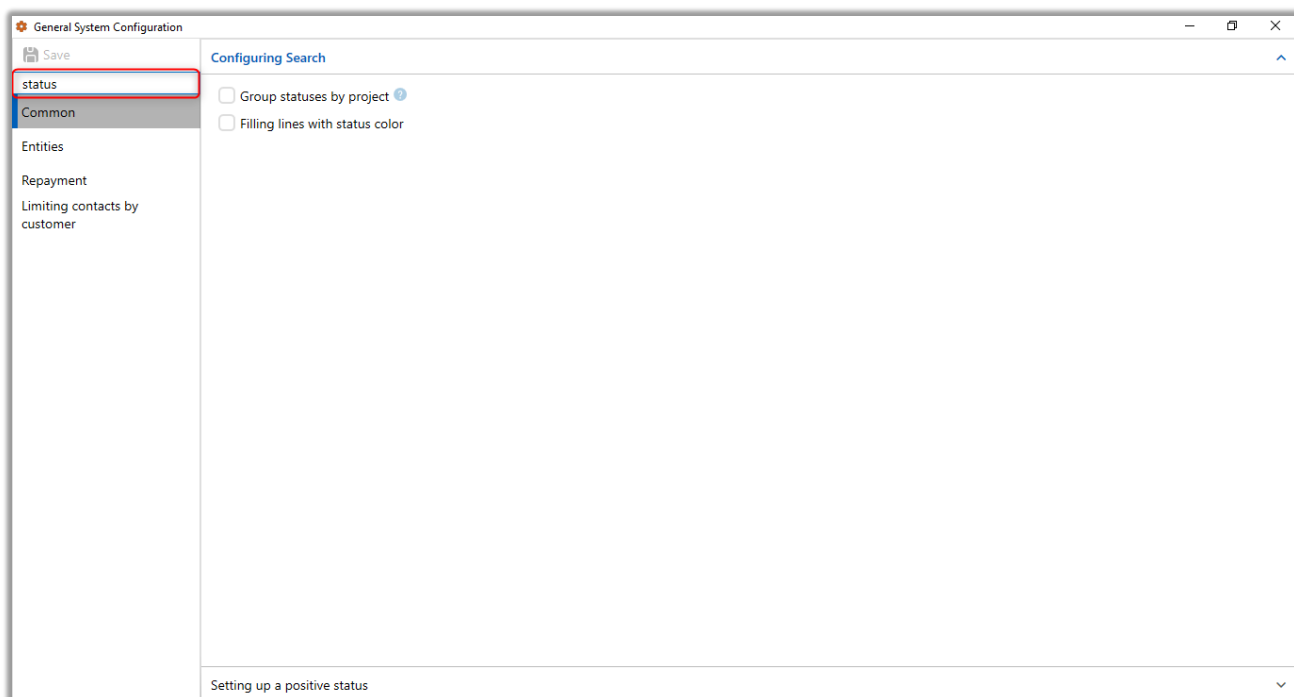 General System Configuration
Save
status
Common
Entities
Repayment
Limiting contacts by
customer
Configuring Search
Group statuses by project ?
Filling lines with status color
Setting up a positive status